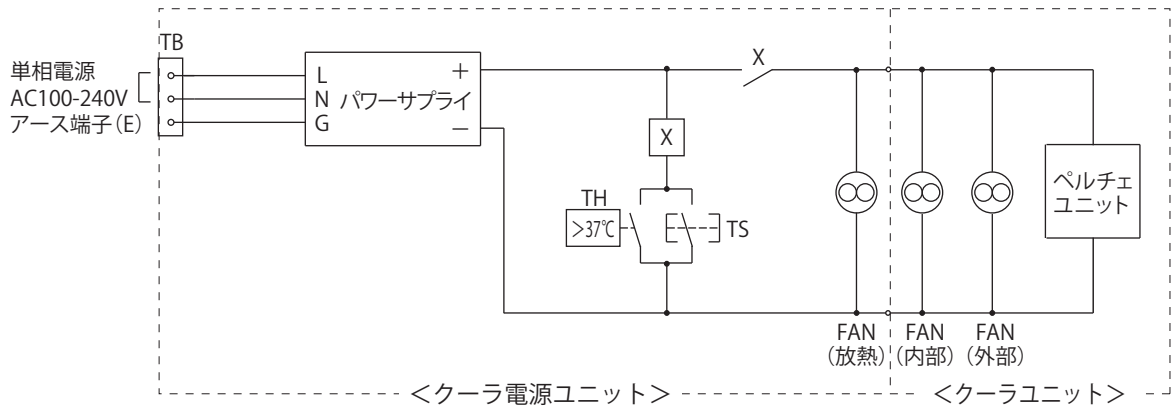 TB
単相電源
AC100-240V
アース端子(E)
L
N
G
パワーサプライ
+
−
X
X
TH
>37℃
TS
ペルチェ
ユニット
FAN
(放熱)
FAN
(内部)
FAN
(外部)
<クーラ電源ユニット>
<クーラユニット>